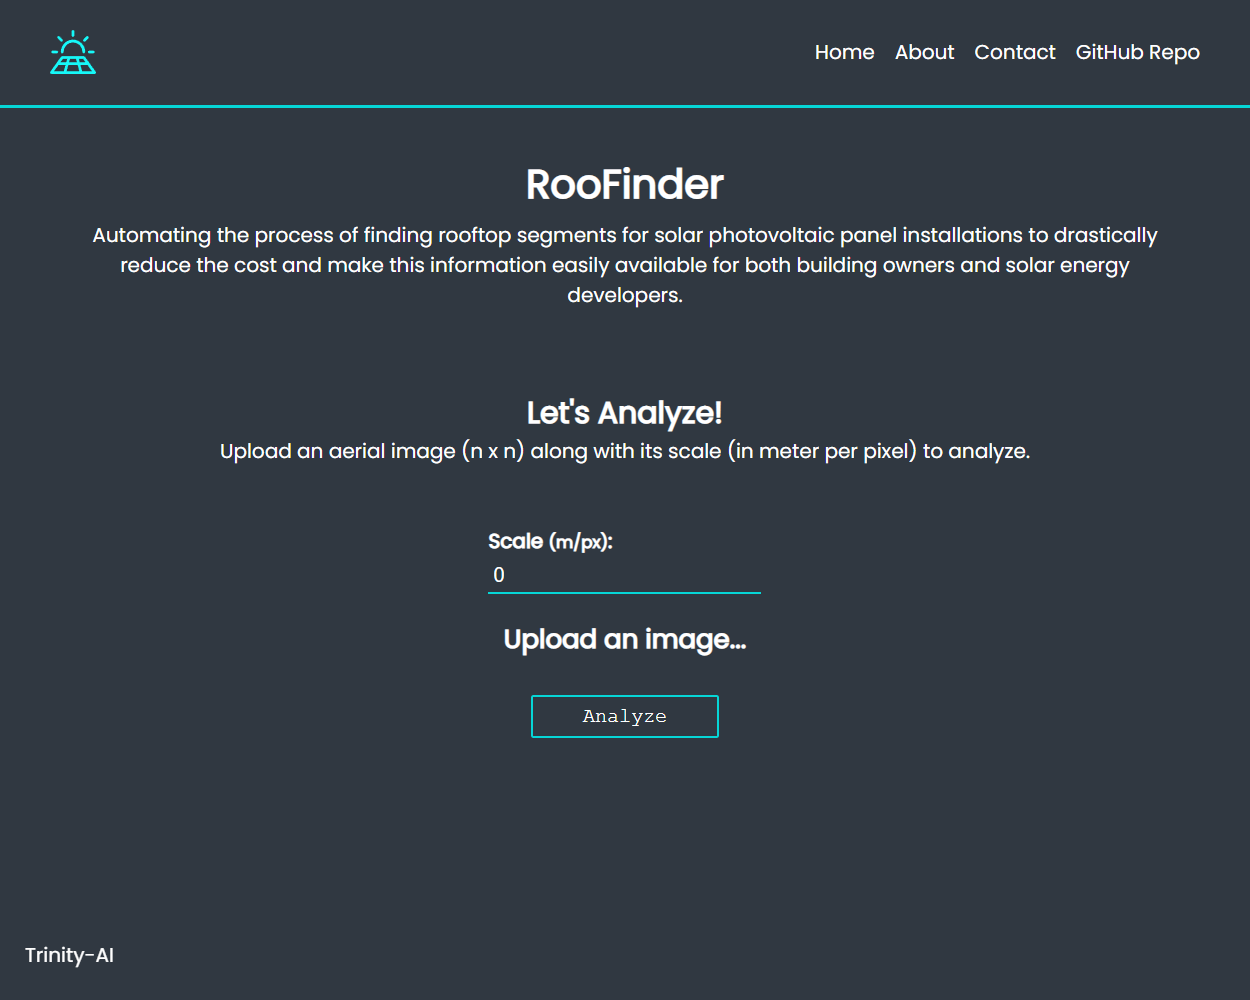 Home About Contact GitHub Repo
RooFinder
Automating the process of finding rooftop segments for solar photovoltaic panel installations to drastically
reduce the cost and make this information easily available for both building owners and solar energy
developers.
Let's Analyze!
Upload an aerial image (n x n) along with its scale (in meter per pixel) to analyze.
Scale (m/px):
0
Upload an image...
Analyze
Trinity-AI